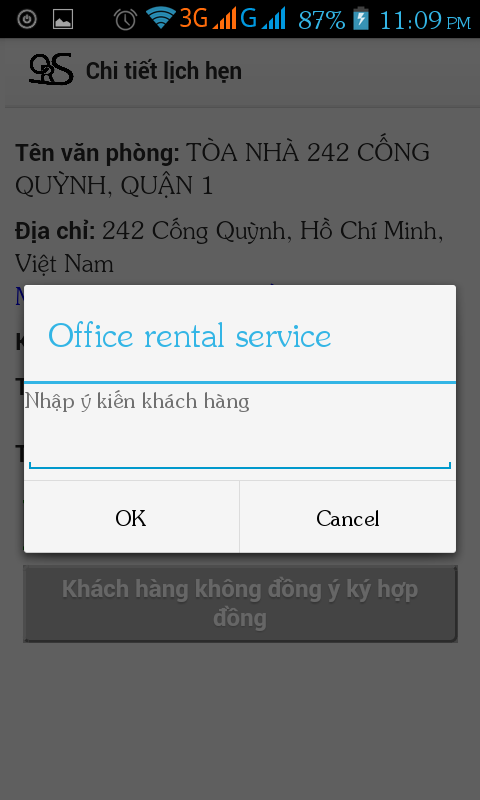 3G G 87% 11:09 PM
ORS Chi tiết lịch hẹn
Tên văn phòng: TÒA NHÀ 242 CỐNG
QUỲNH, QUẬN 1
Địa chỉ: 242 Cống Quỳnh, Hồ Chí Minh,
Việt Nam
Office rental service
Nhập ý kiến khách hàng
OK Cancel
Khách hàng không đồng ý ký hợp
đồng